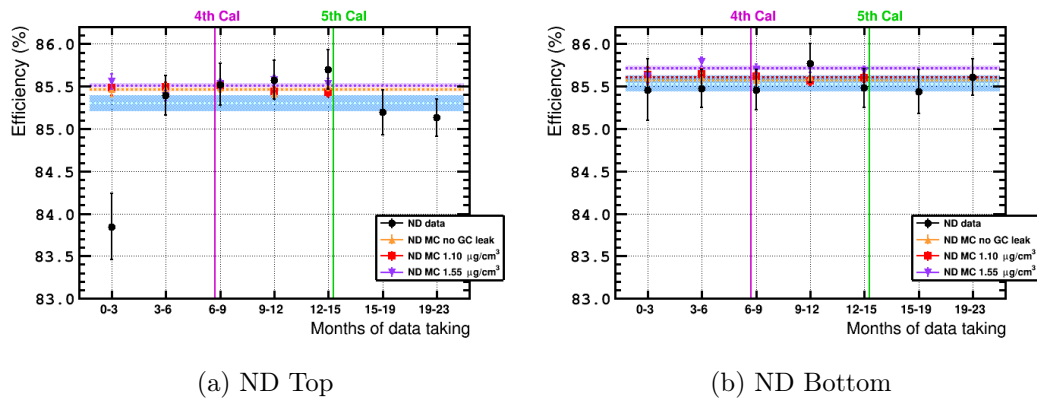 4th Cal 5th Cal
Efficiency (%)
86.0
85.5
85.0
84.5
84.0
83.5
83.0
ND data
ND MC no GC leak
ND MC 1.10 μg/cm³
ND MC 1.55 μg/cm³
0-3 3-6 6-9 9-12 12-15 15-19 19-23
Months of data taking
(a) ND Top
4th Cal 5th Cal
Efficiency (%)
86.0
85.5
85.0
84.5
84.0
83.5
83.0
ND data
ND MC no GC leak
ND MC 1.10 μg/cm³
ND MC 1.55 μg/cm³
0-3 3-6 6-9 9-12 12-15 15-19 19-23
Months of data taking
(b) ND Bottom